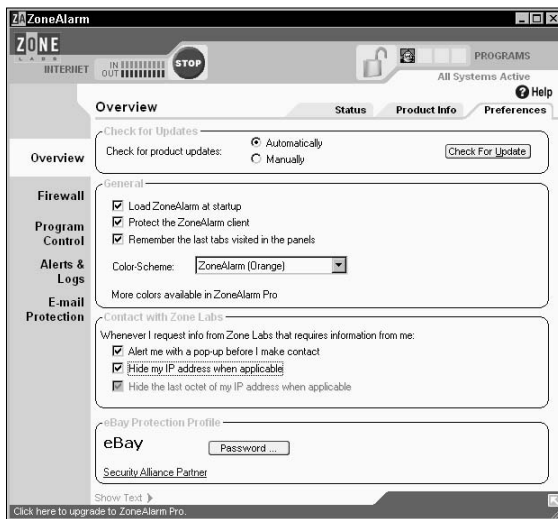 ZA ZoneAlarm
ZONE
LABS
INTERNET
IN
OUT
STOP
PROGRAMS
All Systems Active
? Help
Overview
Status
Product Info
Preferences
Overview
Firewall
Program
Control
Alerts &
Logs
E-mail
Protection
Check for Updates
Check for product updates:
Automatically
Manually
Check For Update
General
Load ZoneAlarm at startup
Protect the ZoneAlarm client
Remember the last tabs visited in the panels
Color-Scheme:
ZoneAlarm (Orange)
More colors available in ZoneAlarm Pro
Contact with Zone Labs
Whenever I request info from Zone Labs that requires information from me:
Alert me with a pop-up before I make contact
Hide my IP address when applicable
Hide the last octet of my IP address when applicable
eBay Protection Profile
eBay
Password ...
Security Alliance Partner
Show Text
Click here to upgrade to ZoneAlarm Pro.